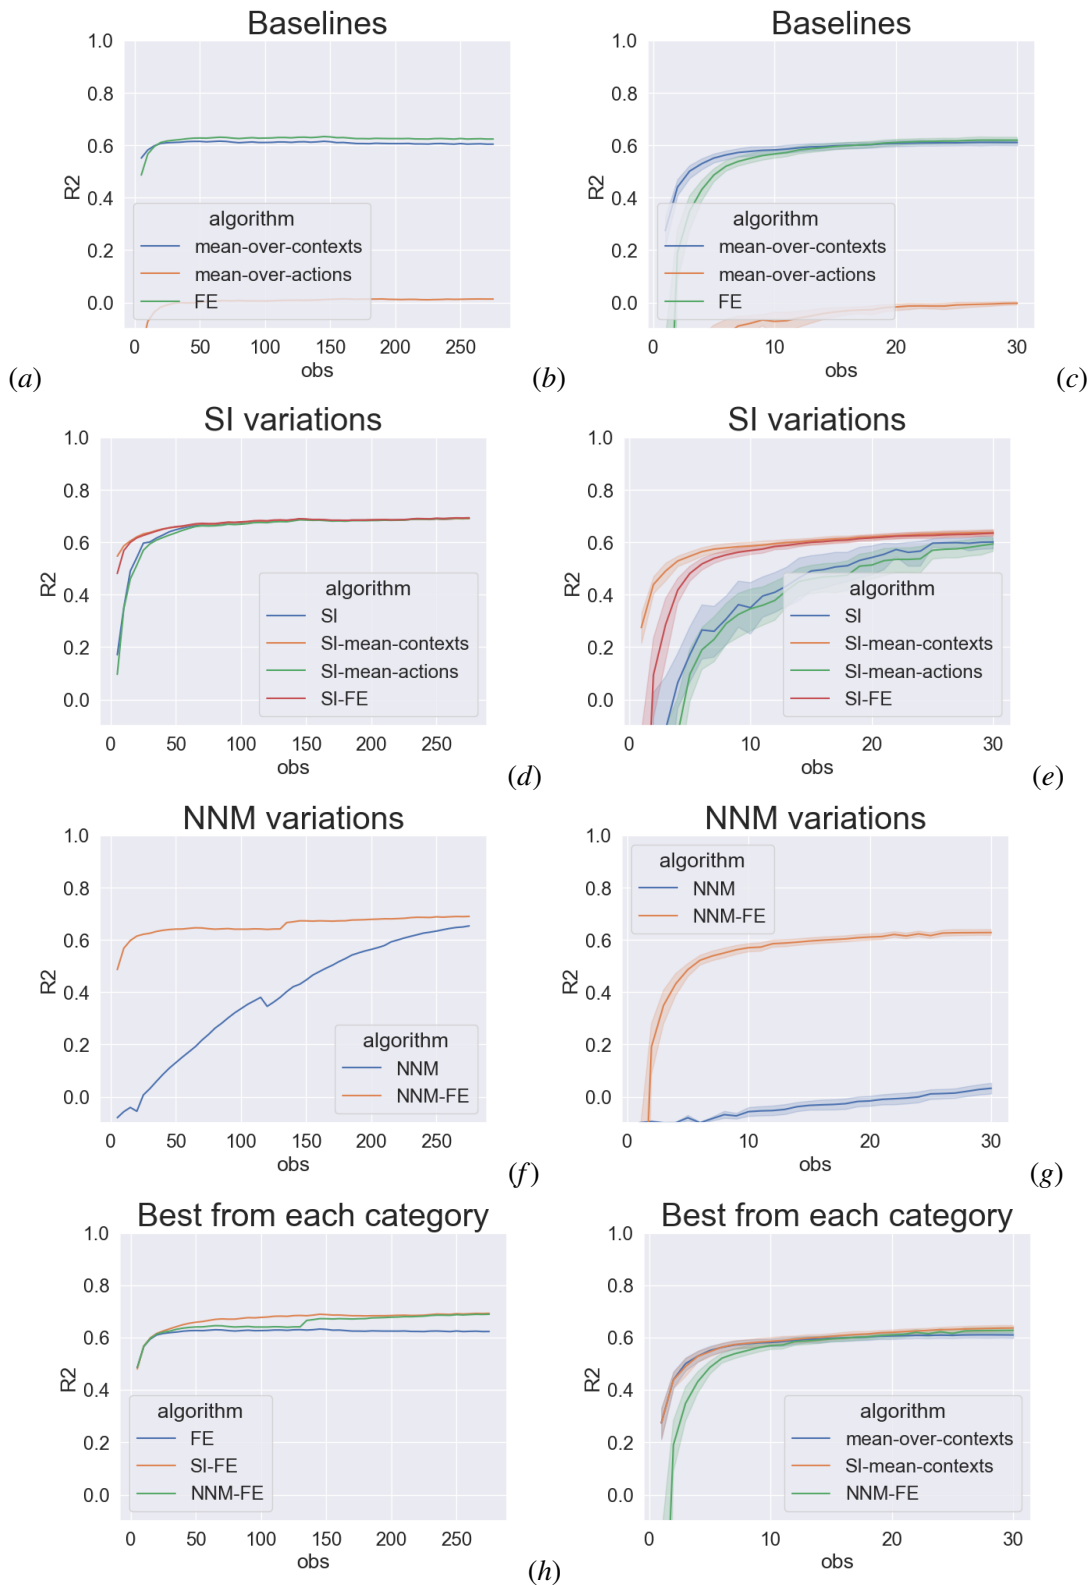 Baselines
1.0
0.8
0.6
0.4
0.2
0.0
R2
algorithm
mean-over-contexts
mean-over-actions
FE
0 50 100 150 200 250
obs
(a)
Baselines
1.0
0.8
0.6
0.4
0.2
0.0
R2
algorithm
mean-over-contexts
mean-over-actions
FE
0 10 20 30
obs
(b)
(c)
SI variations
1.0
0.8
0.6
0.4
0.2
0.0
R2
algorithm
SI
SI-mean-contexts
SI-mean-actions
SI-FE
0 50 100 150 200 250
obs
(d)
SI variations
1.0
0.8
0.6
0.4
0.2
0.0
R2
algorithm
SI
SI-mean-contexts
SI-mean-actions
SI-FE
0 10 20 30
obs
(e)
NNM variations
1.0
0.8
0.6
0.4
0.2
0.0
R2
algorithm
NNM
NNM-FE
0 50 100 150 200 250
obs
(f)
NNM variations
1.0
0.8
0.6
0.4
0.2
0.0
R2
algorithm
NNM
NNM-FE
0 10 20 30
obs
(g)
Best from each category
1.0
0.8
0.6
0.4
0.2
0.0
R2
algorithm
FE
SI-FE
NNM-FE
0 50 100 150 200 250
obs
(h)
Best from each category
1.0
0.8
0.6
0.4
0.2
0.0
R2
algorithm
mean-over-contexts
SI-mean-contexts
NNM-FE
0 10 20 30
obs